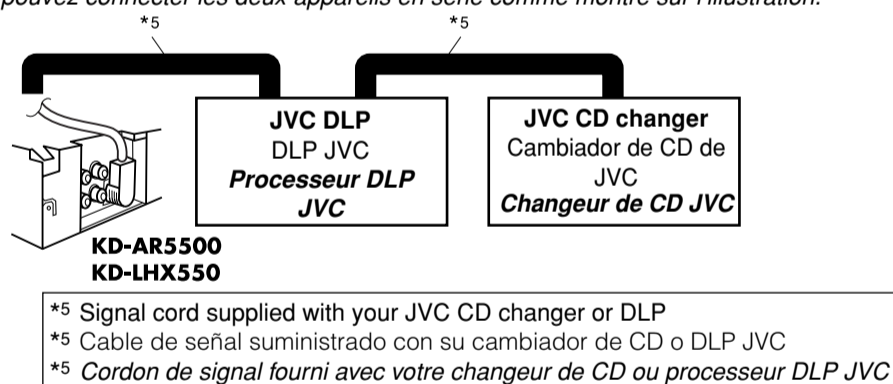 pouvez connecter les deux appareils en série comme montré sur l'illustration.
*5
*5
JVC DLP
DLP JVC
Processeur DLP
JVC
JVC CD changer
Cambiador de CD de
JVC
Changeur de CD JVC
KD-AR5500
KD-LHX550
*5 Signal cord supplied with your JVC CD changer or DLP
*5 Cable de señal suministrado con su cambiador de CD o DLP JVC
*5 Cordon de signal fourni avec votre changeur de CD ou processeur DLP JVC